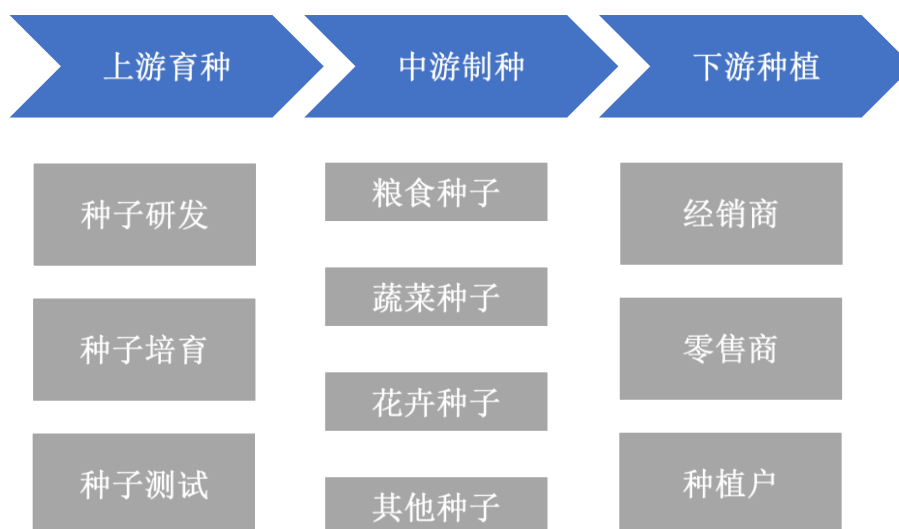 上游育种
中游制种
下游种植
种子研发
种子培育
种子测试
粮食种子
蔬菜种子
花卉种子
其他种子
经销商
零售商
种植户